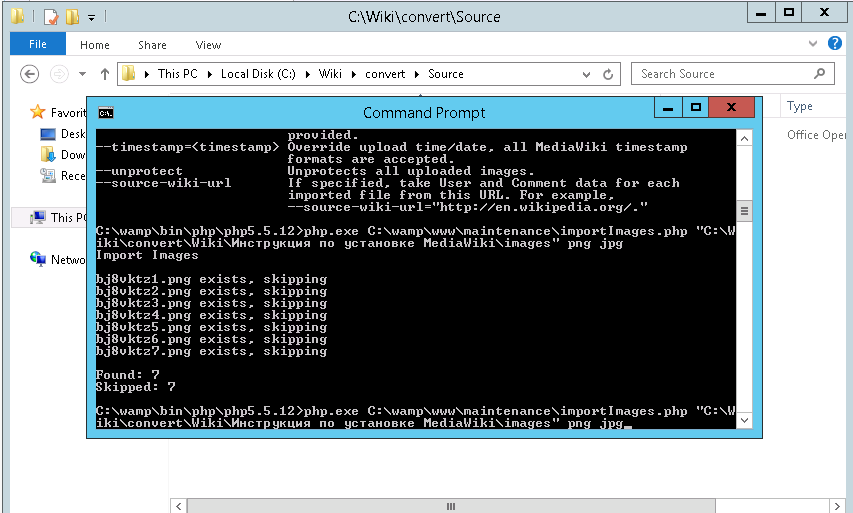 C:\Wiki\convert\Source
File Home Share View
This PC Local Disk (C:) Wiki convert Source
Search Source
Type
Favorit
Desk
Dow
Rece
This PC
Netwo
Office Oper
Command Prompt
provided.
--timestamp=<timestamp> Override upload time/date, all MediaWiki timestamp
formats are accepted.
--unprotect Unprotects all uploaded images.
--source-wiki-url If specified, take User and Comment data for each
imported file from this URL. For example,
--source-wiki-url="http://en.wikipedia.org/."
C:\wamp\bin\php\php5.5.12>php.exe C:\wamp\www\maintenance\importImages.php "C:\W
iki\convert\Wiki\Инструкция по установке MediaWiki\images" png jpg
Import Images
bj8vktz1.png exists, skipping
bj8vktz2.png exists, skipping
bj8vktz3.png exists, skipping
bj8vktz4.png exists, skipping
bj8vktz5.png exists, skipping
bj8vktz6.png exists, skipping
bj8vktz7.png exists, skipping
Found: 7
Skipped: 7
C:\wamp\bin\php\php5.5.12>php.exe C:\wamp\www\maintenance\importImages.php "C:\W
iki\convert\Wiki\Инструкция по установке MediaWiki\images" png jpg_